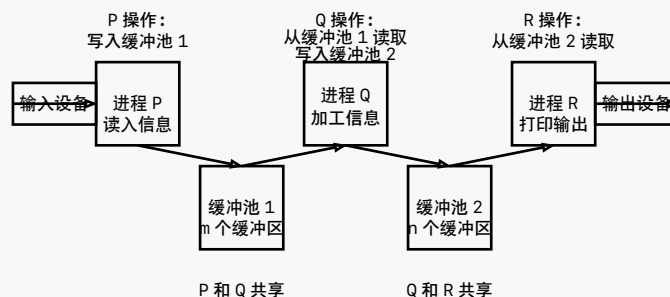 P 操作：
写入缓冲池 1
Q 操作：
从缓冲池 1 读取
写入缓冲池 2
R 操作：
从缓冲池 2 读取
输入设备
进程 P
读入信息
进程 Q
加工信息
进程 R
打印输出
输出设备
缓冲池 1
m 个缓冲区
缓冲池 2
n 个缓冲区
P 和 Q 共享
Q 和 R 共享